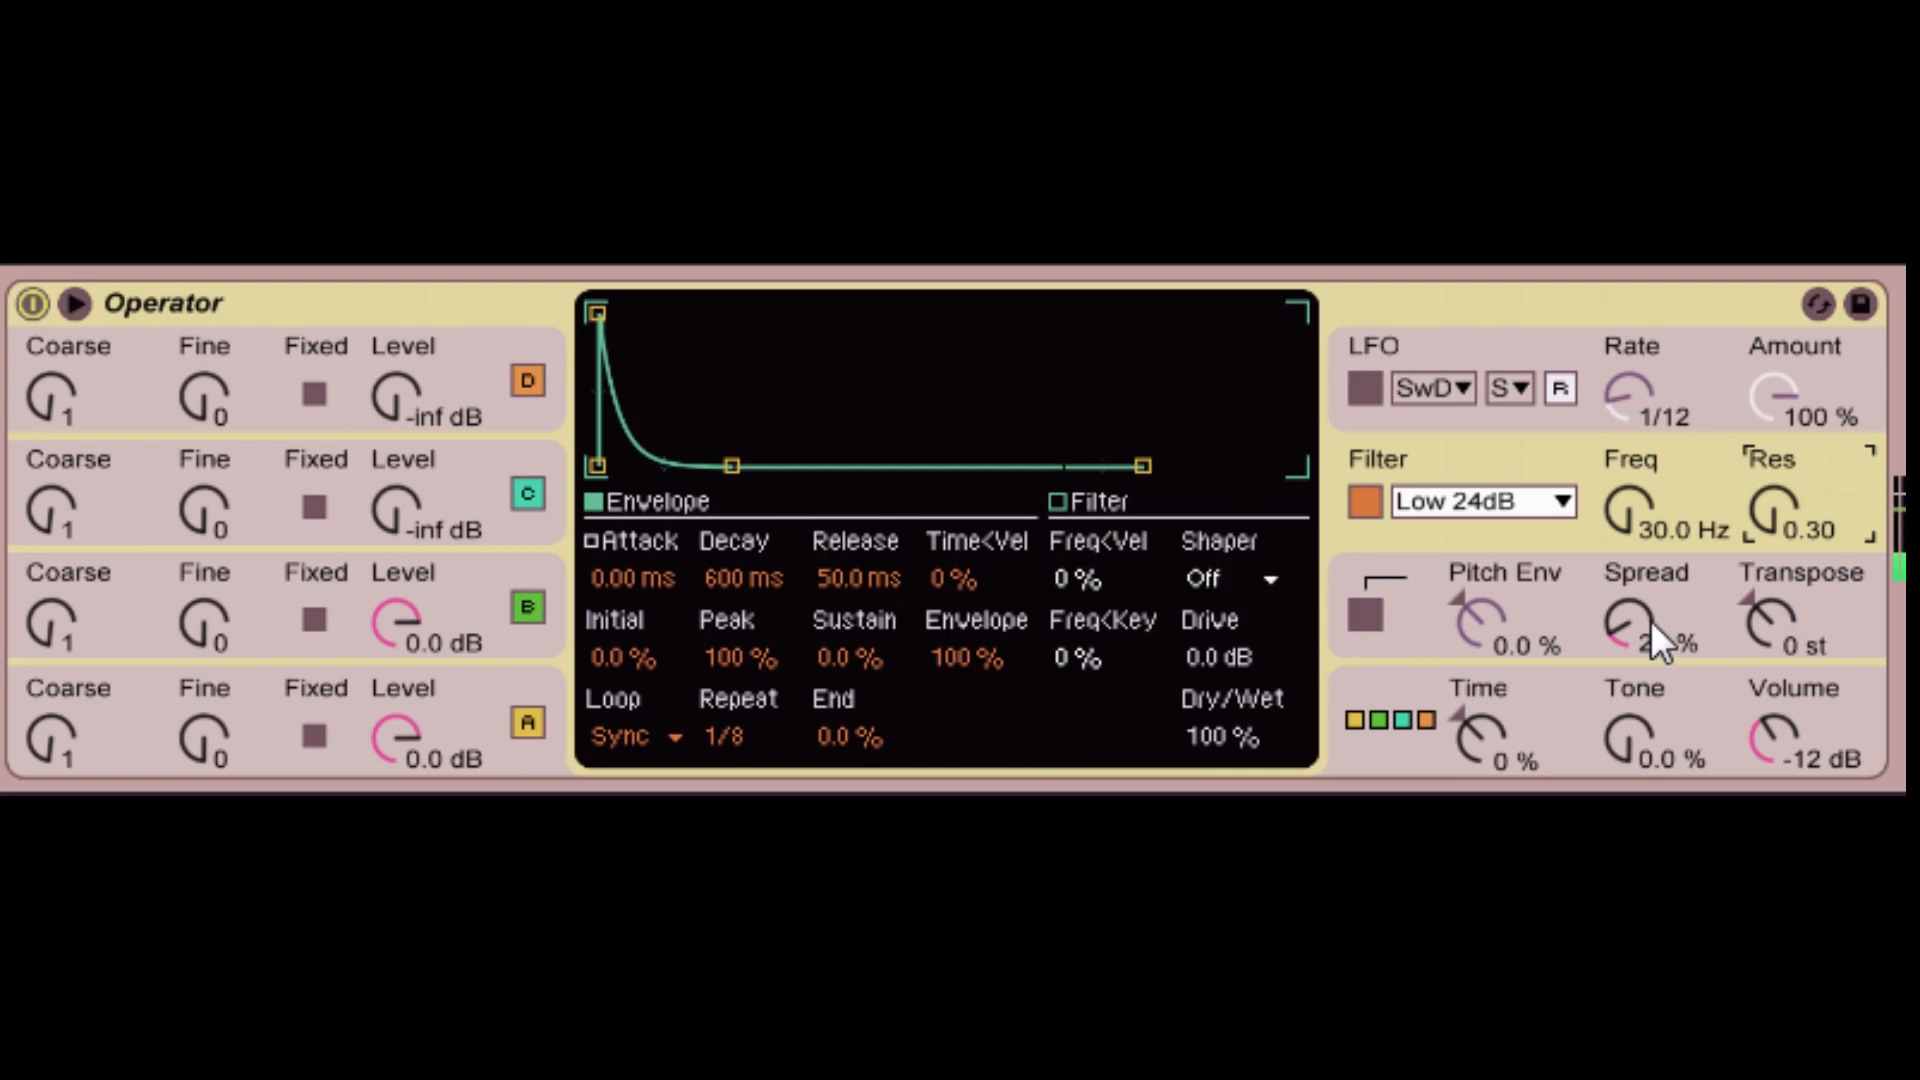 Operator
Coarse Fine Fixed Level
1 0 -inf dB D
Coarse Fine Fixed Level
1 0 -inf dB C
Coarse Fine Fixed Level
1 0 0.0 dB B
Coarse Fine Fixed Level
1 0 0.0 dB A
Envelope Filter
Attack Decay Release Time<Vel Freq<Vel Shaper
0.00 ms 600 ms 50.0 ms 0 % 0 % Off
Initial Peak Sustain Envelope Freq<Key Drive
0.0 % 100 % 0.0 % 100 % 0 % 0.0 dB
Loop Repeat End Dry/Wet
Sync 1/8 0.0 % 100 %
LFO Rate Amount
SwD S R 1/12 100 %
Filter Freq Res
Low 24dB 30.0 Hz 0.30
Pitch Env Spread Transpose
0.0 % % 0 st
Time Tone Volume
0 % 0.0 % -12 dB